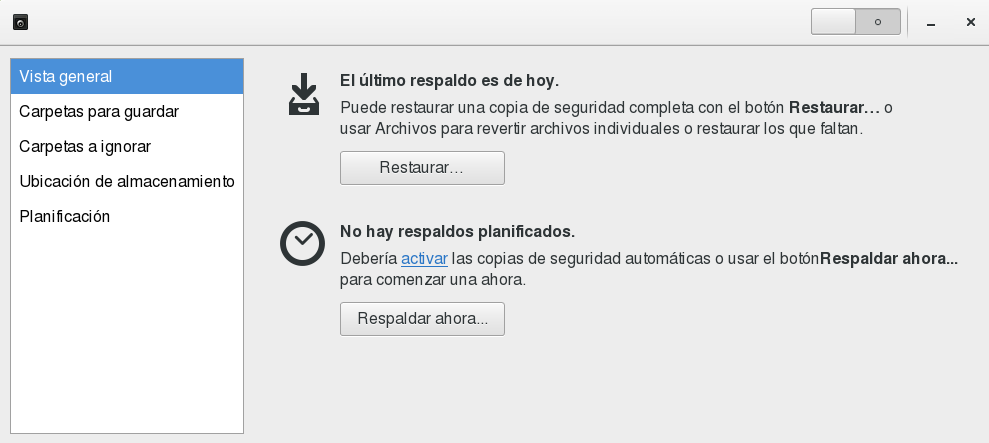 Vista general
Carpetas para guardar
Carpetas a ignorar
Ubicación de almacenamiento
Planificación
El último respaldo es de hoy.
Puede restaurar una copia de seguridad completa con el botón Restaurar… o
usar Archivos para revertir archivos individuales o restaurar los que faltan.
Restaurar…
No hay respaldos planificados.
Debería activar las copias de seguridad automáticas o usar el botónRespaldar ahora...
para comenzar una ahora.
Respaldar ahora...